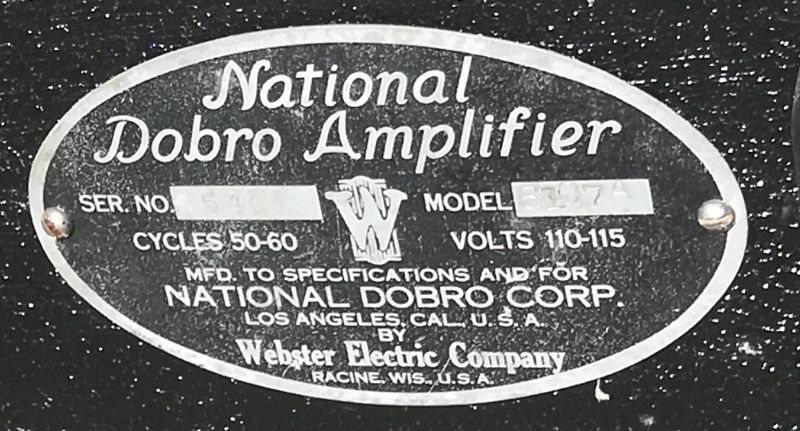 National
Dobro Amplifier
SER. NO. MODEL
CYCLES 50-60 VOLTS 110-115
MFD. TO SPECIFICATIONS AND FOR
NATIONAL DOBRO CORP.
LOS ANGELES, CAL., U.S.A.
BY
Webster Electric Company
RACINE, WIS., U.S.A.